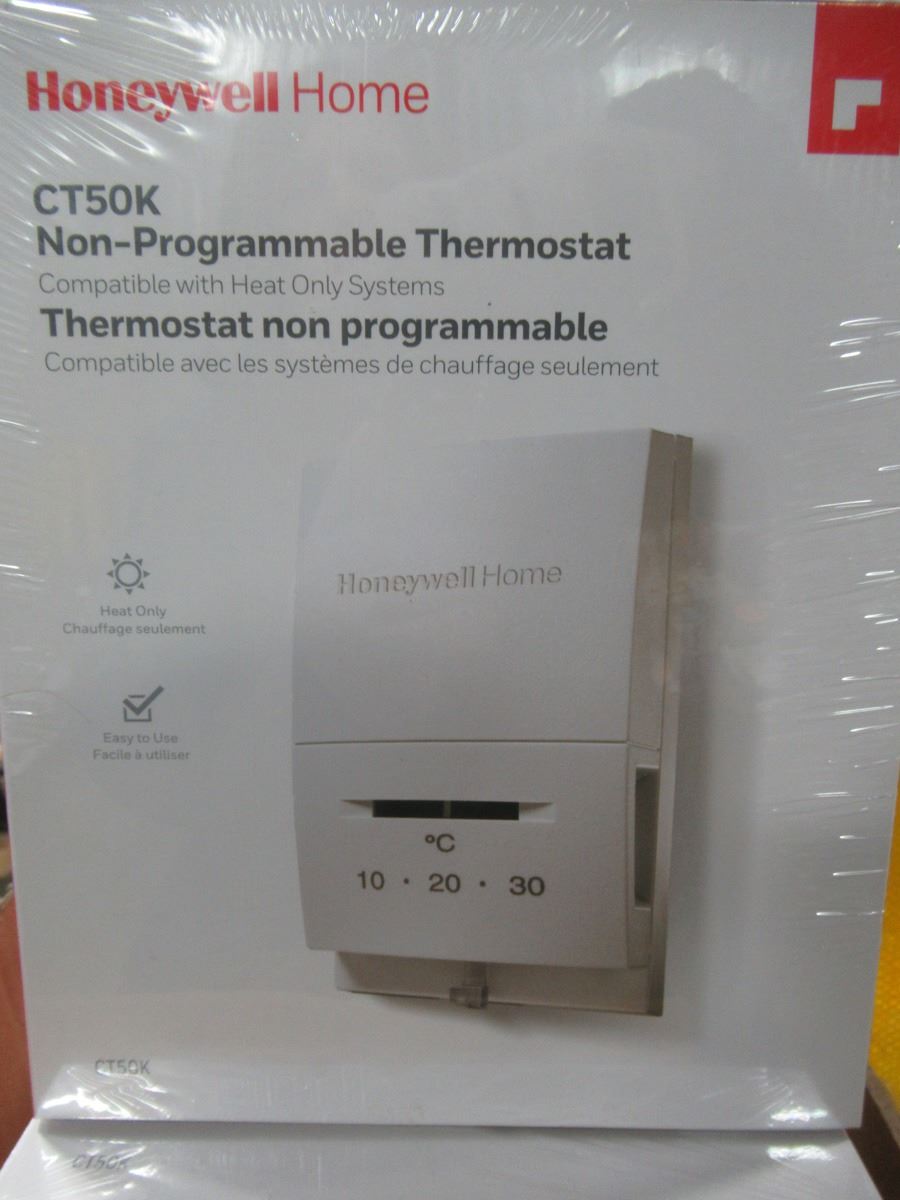 Honeywell Home
CT50K
Non-Programmable Thermostat
Compatible with Heat Only Systems
Thermostat non programmable
Compatible avec les systèmes de chauffage seulement
Honeywell Home
Heat Only
Chauffage seulement
Easy to Use
Facile à utiliser
°C
10 · 20 · 30
CT50K
CT50K